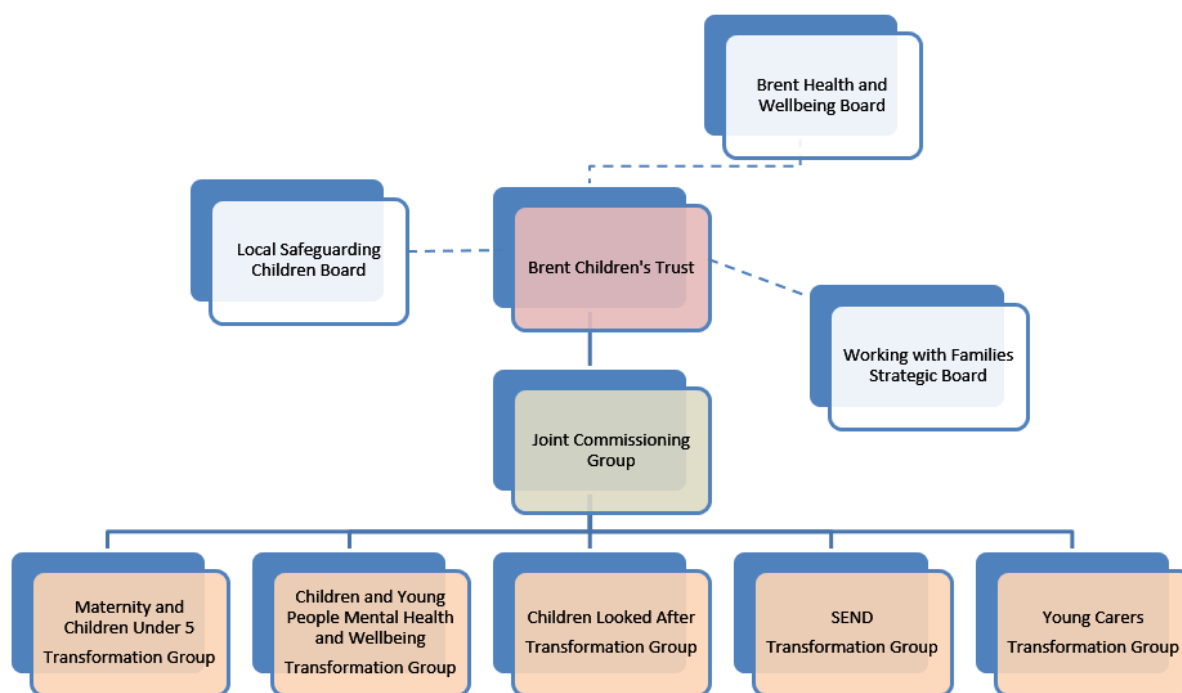 Brent Health and
Wellbeing Board
Local Safeguarding
Children Board
Brent Children's Trust
Working with Families
Strategic Board
Joint Commissioning
Group
Maternity and
Children Under 5
Transformation Group
Children and Young
People Mental Health
and Wellbeing
Transformation Group
Children Looked After
Transformation Group
SEND
Transformation Group
Young Carers
Transformation Group